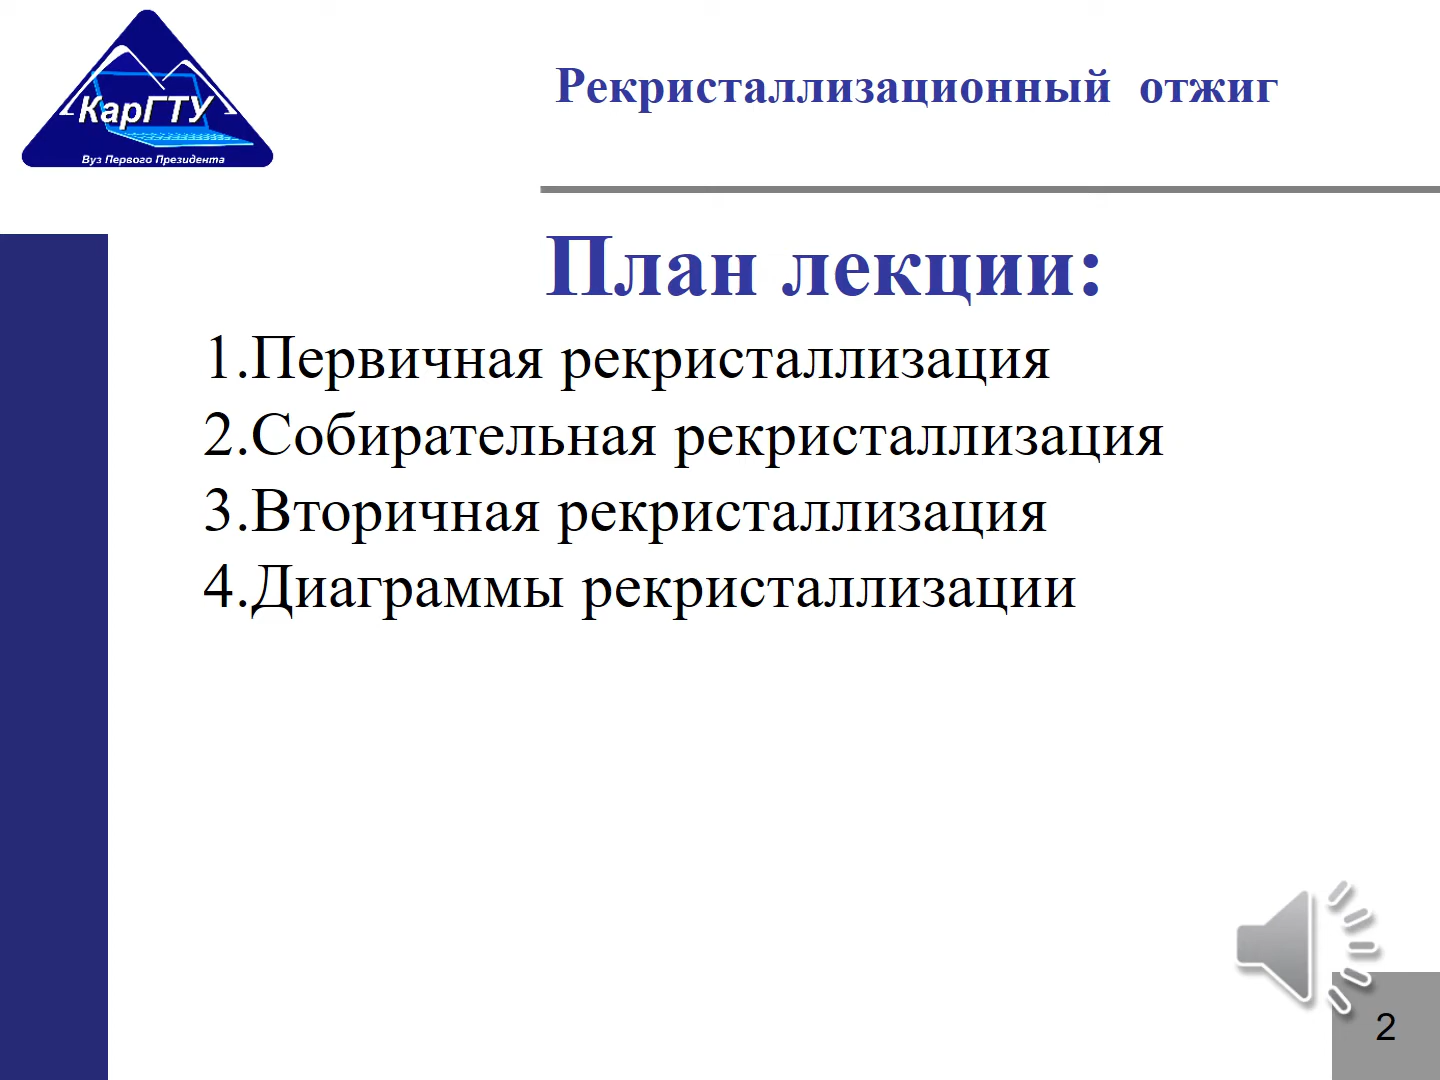 КарГТУ
Вуз Первого Президента
Рекристаллизационный отжиг
План лекции:
1.Первичная рекристаллизация
2.Собирательная рекристаллизация
3.Вторичная рекристаллизация
4.Диаграммы рекристаллизации
2